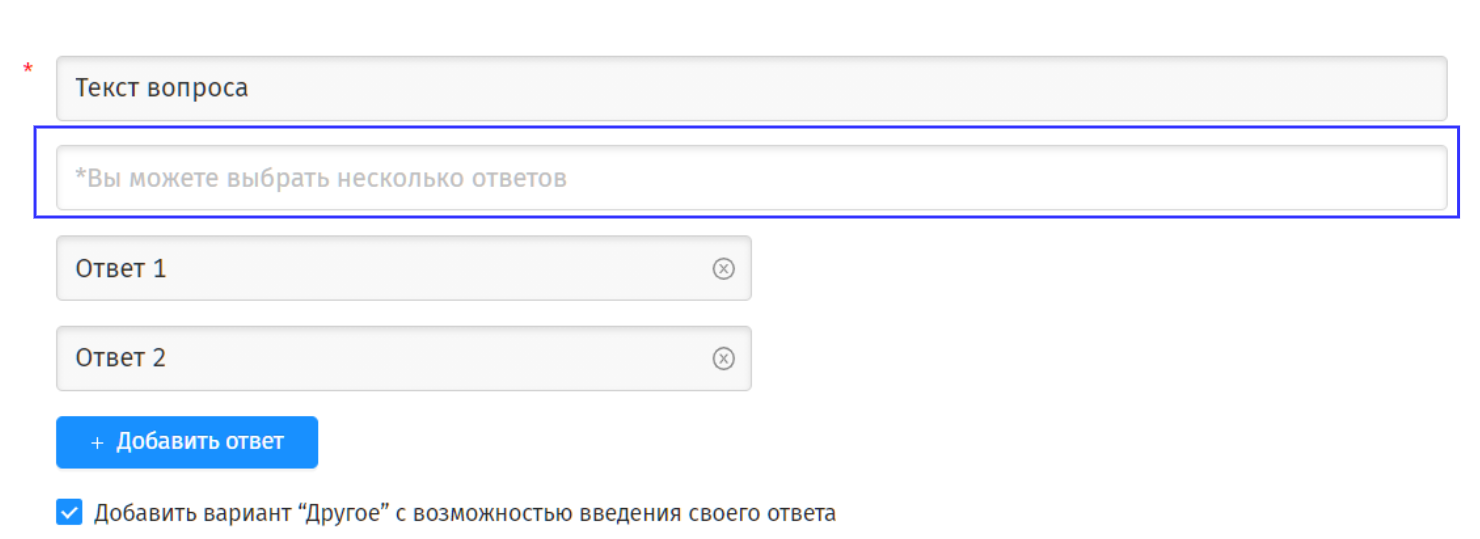 * Текст вопроса
*Вы можете выбрать несколько ответов
Ответ 1
Ответ 2
+ Добавить ответ
Добавить вариант “Другое” с возможностью введения своего ответа